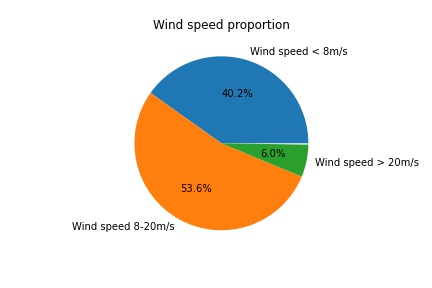 Wind speed proportion
Wind speed < 8m/s
40.2%
6.0%
Wind speed > 20m/s
53.6%
Wind speed 8-20m/s